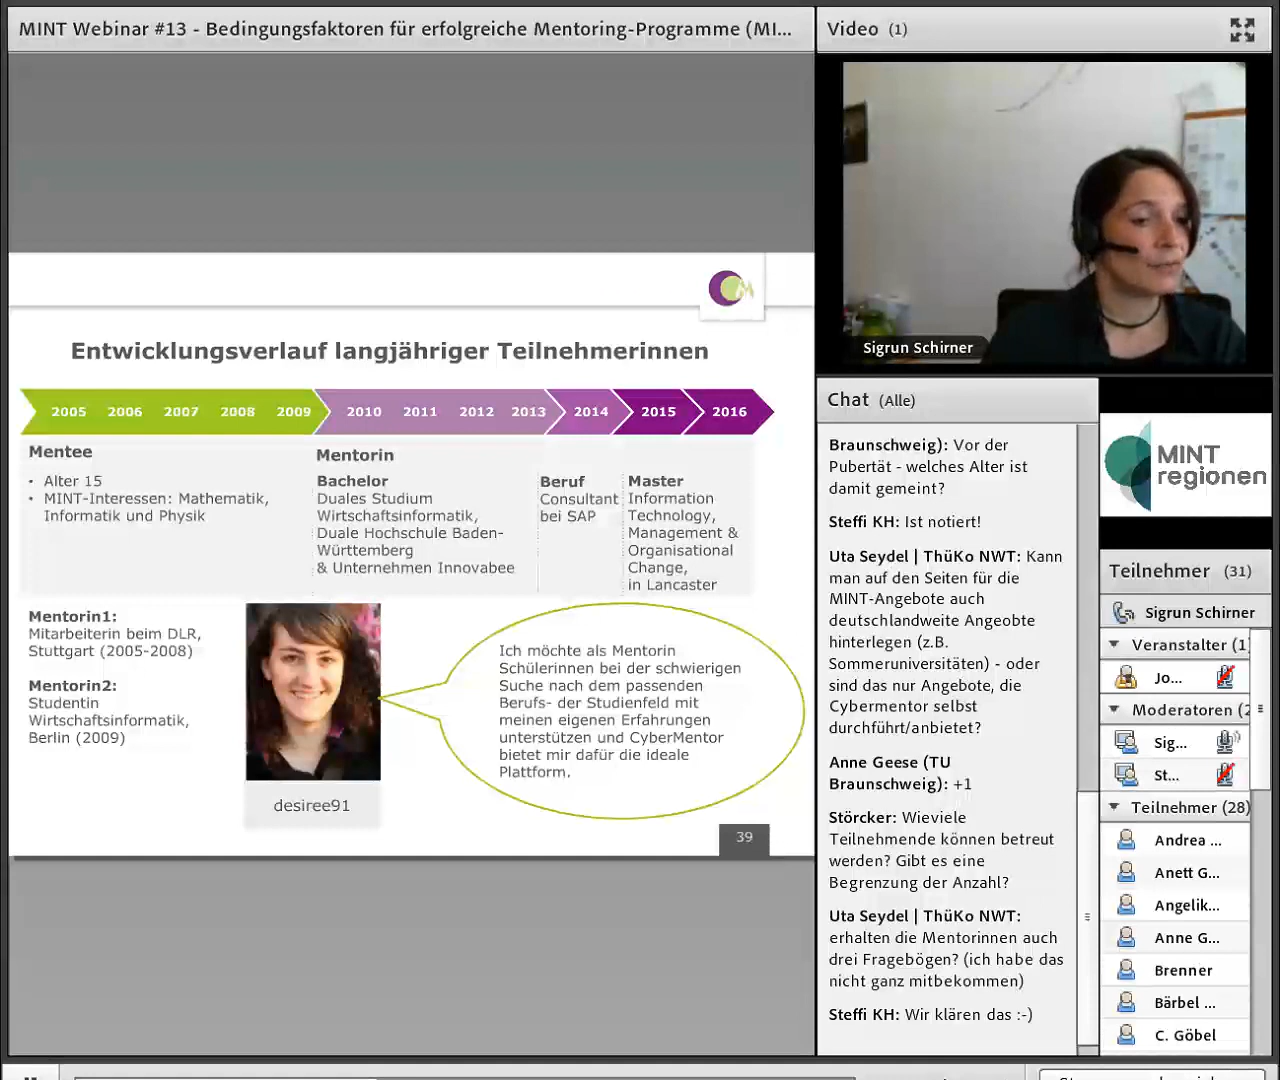 MINT Webinar #13 - Bedingungsfaktoren für erfolgreiche Mentoring-Programme (MI...
Video (1)
Sigrun Schirner
Entwicklungsverlauf langjähriger Teilnehmerinnen
2005 2006 2007 2008 2009 2010 2011 2012 2013 2014 2015 2016
Mentee
• Alter 15
• MINT-Interessen: Mathematik,
Informatik und Physik
Mentorin
Bachelor
Duales Studium
Wirtschaftsinformatik,
Duale Hochschule Baden-
Württemberg
& Unternehmen Innovabee
Beruf
Consultant
bei SAP
Master
Information
Technology,
Management &
Organisational
Change,
in Lancaster
Mentorin1:
Mitarbeiterin beim DLR,
Stuttgart (2005-2008)
Mentorin2:
Studentin
Wirtschaftsinformatik,
Berlin (2009)
desiree91
Ich möchte als Mentorin
Schülerinnen bei der schwierigen
Suche nach dem passenden
Berufs- der Studienfeld mit
meinen eigenen Erfahrungen
unterstützen und CyberMentor
bietet mir dafür die ideale
Plattform.
39
Chat (Alle)
Braunschweig): Vor der
Pubertät - welches Alter ist
damit gemeint?
Steffi KH: Ist notiert!
Uta Seydel | ThüKo NWT: Kann
man auf den Seiten für die
MINT-Angebote auch
deutschlandweite Angeobte
hinterlegen (z.B.
Sommeruniversitäten) - oder
sind das nur Angebote, die
Cybermentor selbst
durchführt/anbietet?
Anne Geese (TU
Braunschweig): +1
Störcker: Wieviele
Teilnehmende können betreut
werden? Gibt es eine
Begrenzung der Anzahl?
Uta Seydel | ThüKo NWT:
erhalten die Mentorinnen auch
drei Fragebögen? (ich habe das
nicht ganz mitbekommen)
Steffi KH: Wir klären das :-)
MINT
regionen
Teilnehmer (31)
Sigrun Schirner
Veranstalter (1
Jo...
Moderatoren (2
Sig...
St...
Teilnehmer (28)
Andrea ...
Anett G...
Angelik...
Anne G...
Brenner
Bärbel ...
C. Göbel